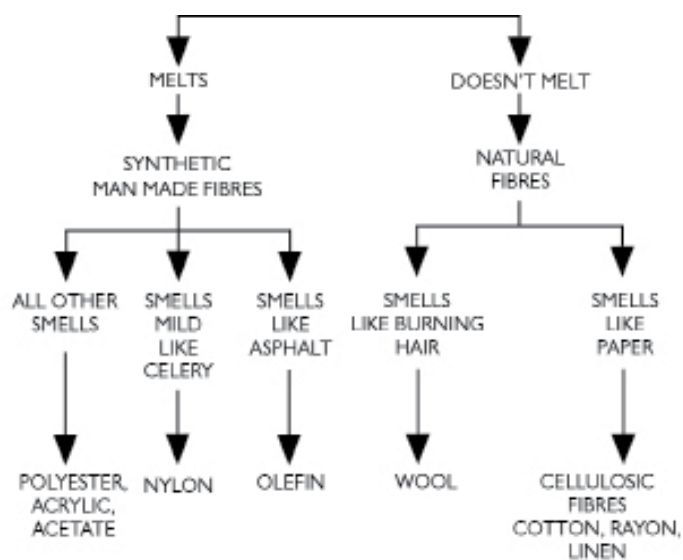 MELTS
DOESN'T MELT
SYNTHETIC
MAN MADE FIBRES
NATURAL
FIBRES
ALL OTHER
SMELLS
SMELLS
MILD
LIKE
CELERY
SMELLS
LIKE
ASPHALT
SMELLS
LIKE BURNING
HAIR
SMELLS
LIKE
PAPER
POLYESTER,
ACRYLIC,
ACETATE
NYLON
OLEFIN
WOOL
CELLULOSIC
FIBRES
COTTON, RAYON,
LINEN